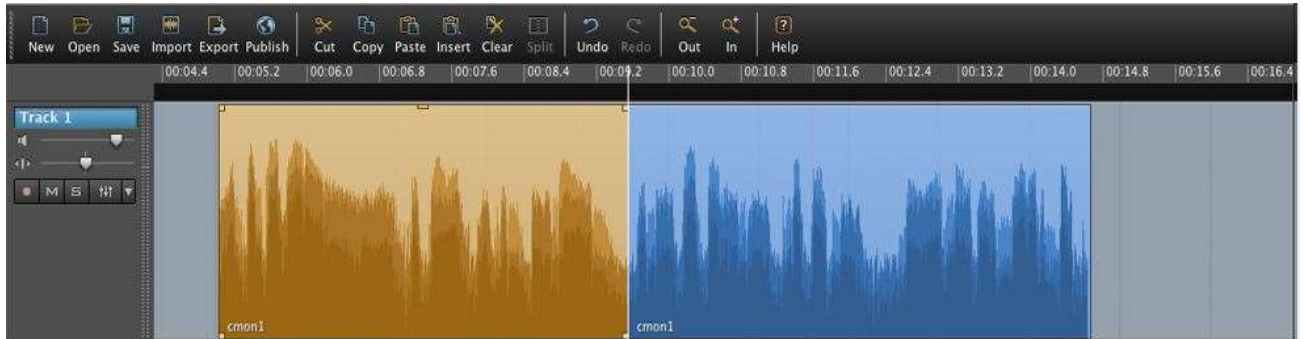 New Open Save Import Export Publish Cut Copy Paste Insert Clear Split Undo Redo Out In Help
00:04.4 00:05.2 00:06.0 00:06.8 00:07.6 00:08.4 00:09.2 00:10.0 00:10.8 00:11.6 00:12.4 00:13.2 00:14.0 00:14.8 00:15.6 00:16.4
Track 1
M S
cmon1 cmon1